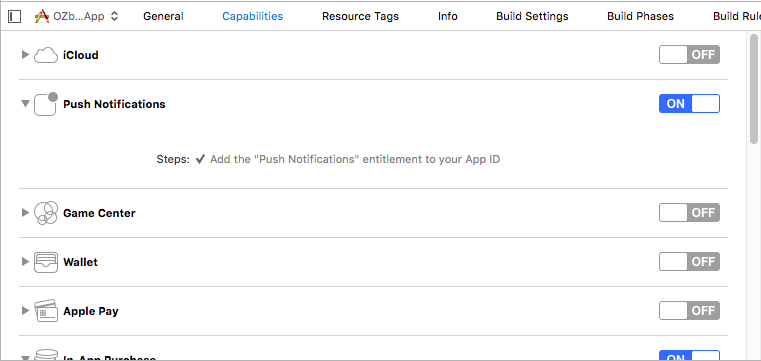 OZb...App General Capabilities Resource Tags Info Build Settings Build Phases Build Rule
iCloud OFF
Push Notifications ON
Steps: ✔ Add the "Push Notifications" entitlement to your App ID
Game Center OFF
Wallet OFF
Apple Pay OFF
In-App Purchase ON